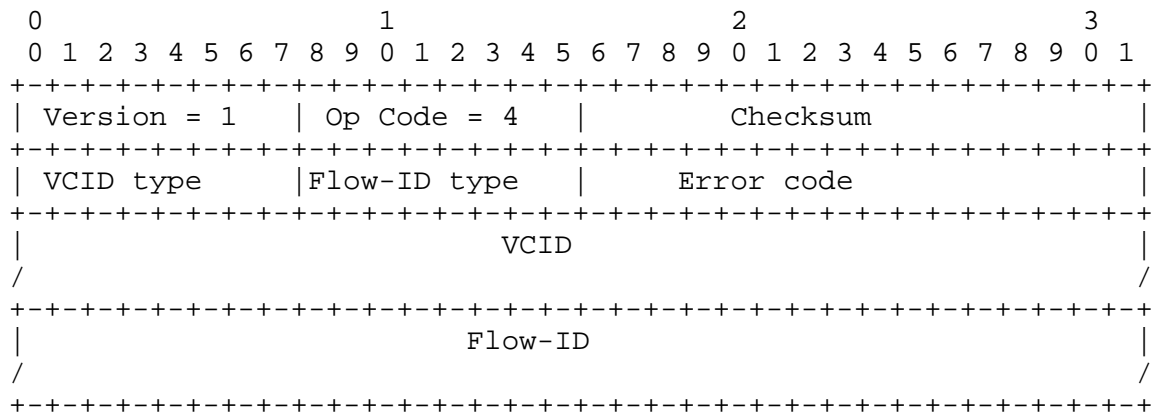 0                   1                   2                   3
 0 1 2 3 4 5 6 7 8 9 0 1 2 3 4 5 6 7 8 9 0 1 2 3 4 5 6 7 8 9 0 1
+-+-+-+-+-+-+-+-+-+-+-+-+-+-+-+-+-+-+-+-+-+-+-+-+-+-+-+-+-+-+-+-+
| Version = 1   | Op Code = 4   |        Checksum               |
+-+-+-+-+-+-+-+-+-+-+-+-+-+-+-+-+-+-+-+-+-+-+-+-+-+-+-+-+-+-+-+-+
| VCID type     |Flow-ID type   |     Error code                |
+-+-+-+-+-+-+-+-+-+-+-+-+-+-+-+-+-+-+-+-+-+-+-+-+-+-+-+-+-+-+-+-+
|                           VCID                                |
/                                                               /
+-+-+-+-+-+-+-+-+-+-+-+-+-+-+-+-+-+-+-+-+-+-+-+-+-+-+-+-+-+-+-+-+
|                         Flow-ID                               |
/                                                               /
+-+-+-+-+-+-+-+-+-+-+-+-+-+-+-+-+-+-+-+-+-+-+-+-+-+-+-+-+-+-+-+-+